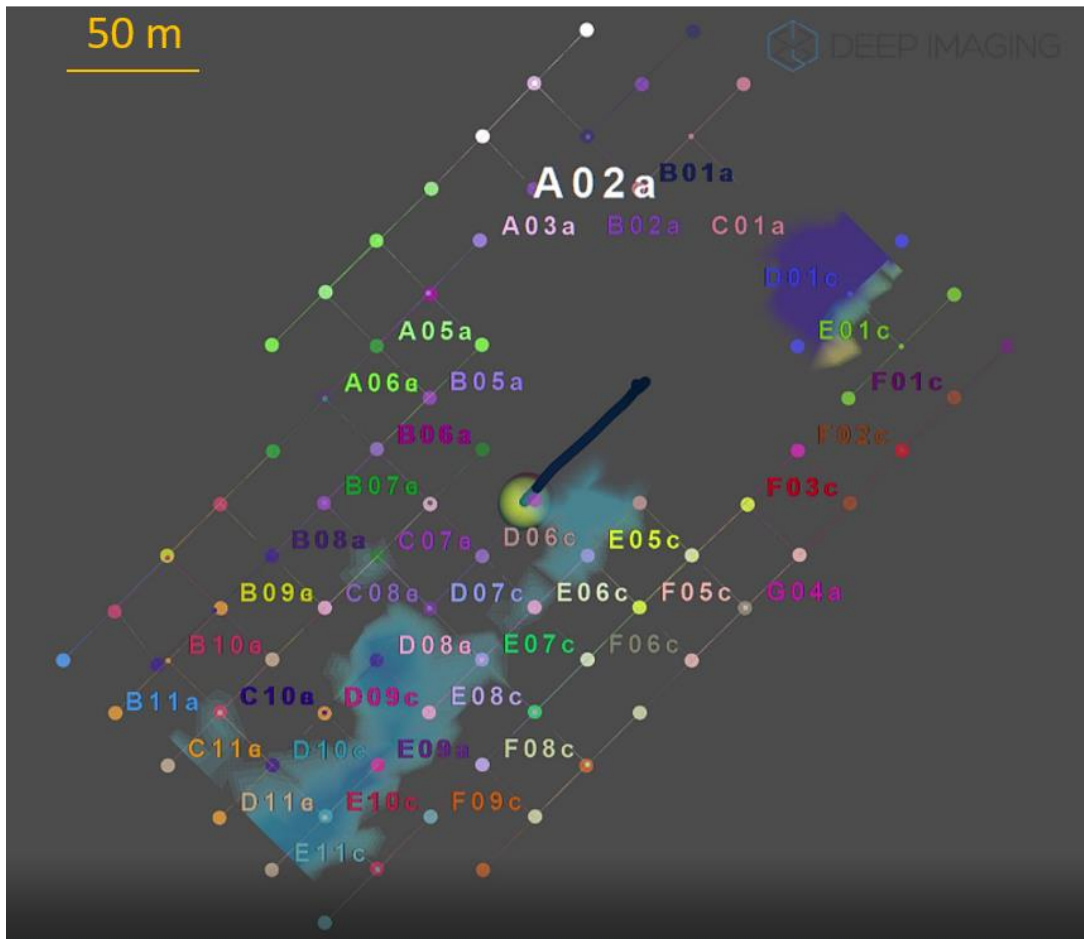 50 m
DEEP IMAGING
A02a B01a
A03a B02a C01a
D01c
A05a E01c
A06a B05a F01c
B06a F02c
B07a F03c
B08a C07a D06c E05c
B09a C08a D07c E06c F05c G04a
B10a D08a E07c F06c
B11a C10a D09c E08c
C11a D10c E09a F08c
D11a E10c F09c
E11c